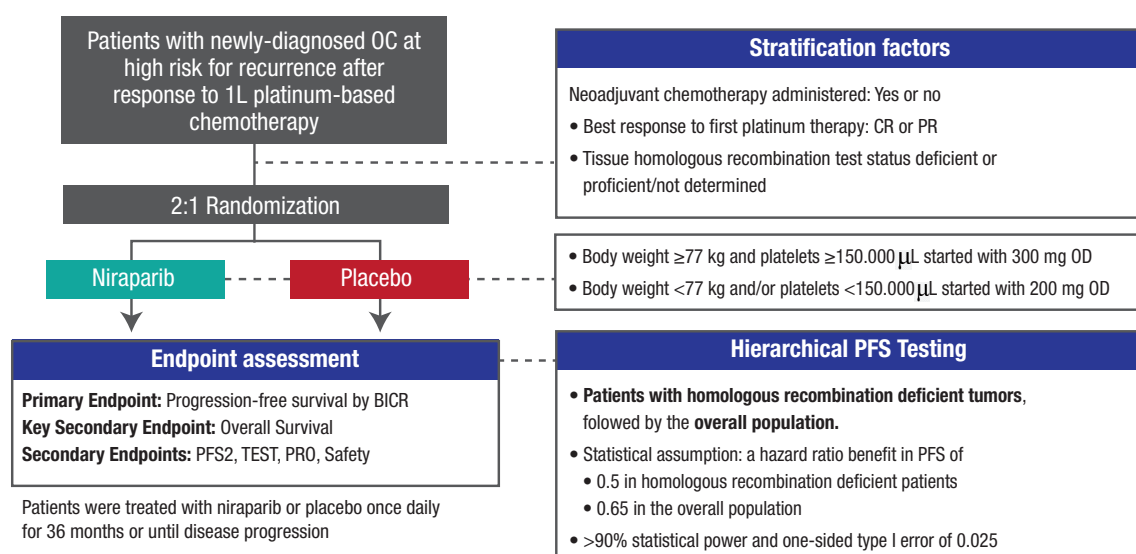 Patients with newly-diagnosed OC at
high risk for recurrence after
response to 1L platinum-based
chemotherapy
Stratification factors
Neoadjuvant chemotherapy administered: Yes or no
• Best response to first platinum therapy: CR or PR
• Tissue homologous recombination test status deficient or
proficient/not determined
2:1 Randomization
Niraparib
Placebo
• Body weight ≥77 kg and platelets ≥150.000 μL started with 300 mg OD
• Body weight <77 kg and/or platelets <150.000 μL started with 200 mg OD
Endpoint assessment
Primary Endpoint: Progression-free survival by BICR
Key Secondary Endpoint: Overall Survival
Secondary Endpoints: PFS2, TEST, PRO, Safety
Patients were treated with niraparib or placebo once daily
for 36 months or until disease progression
Hierarchical PFS Testing
• Patients with homologous recombination deficient tumors,
folowed by the overall population.
• Statistical assumption: a hazard ratio benefit in PFS of
• 0.5 in homologous recombination deficient patients
• 0.65 in the overall population
• >90% statistical power and one-sided type I error of 0.025